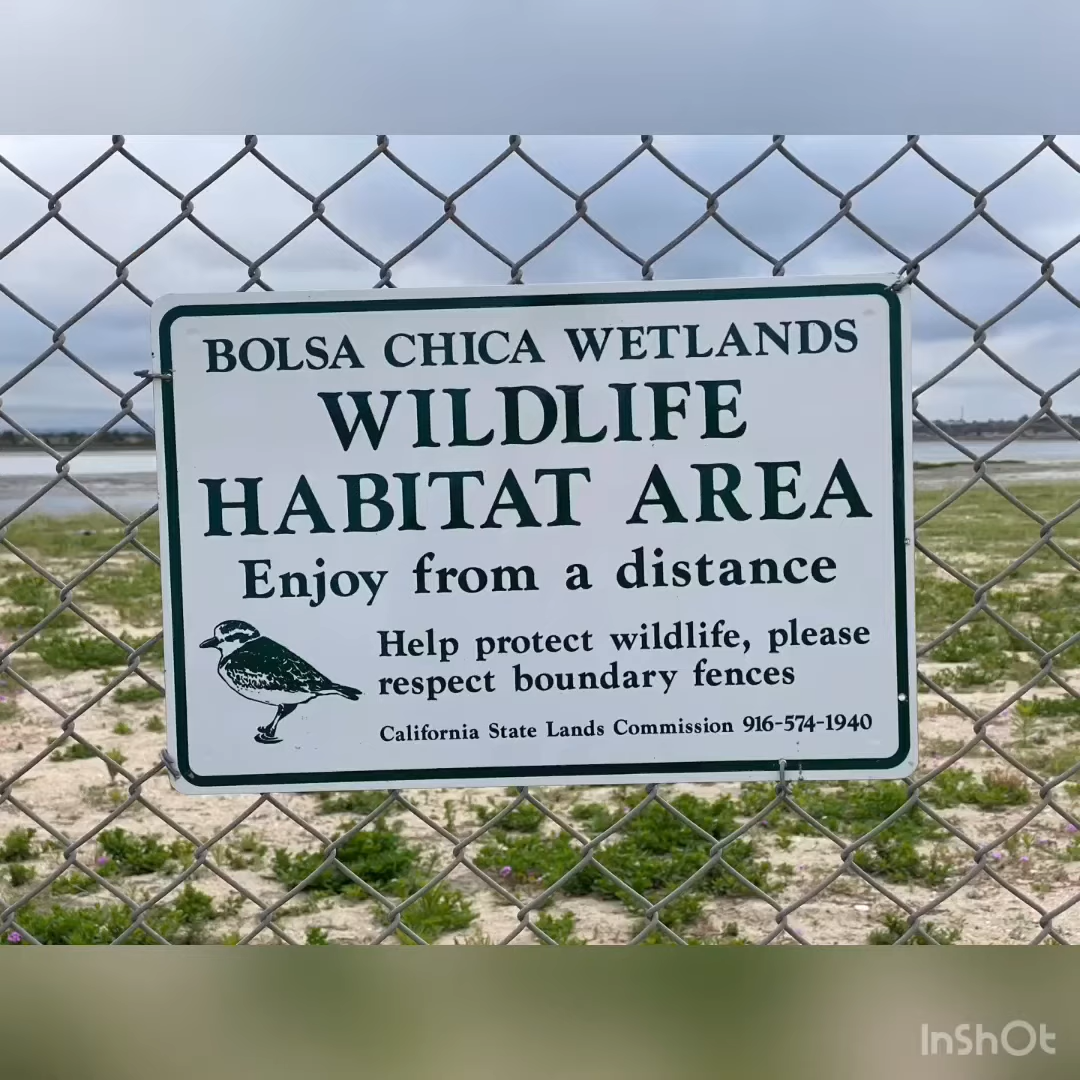 BOLSA CHICA WETLANDS
WILDLIFE
HABITAT AREA
Enjoy from a distance
Help protect wildlife, please
respect boundary fences
California State Lands Commission 916-574-1940
InShOt